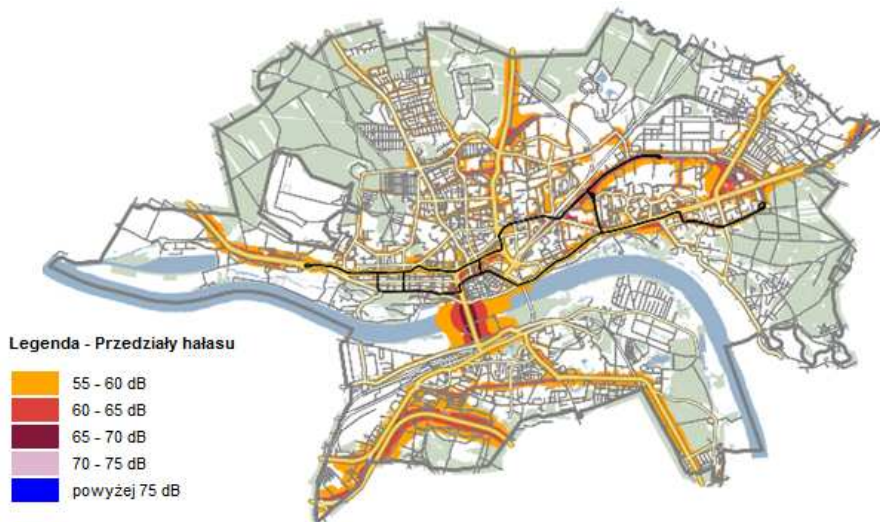 Legenda - Przedziały hałasu
55 - 60 dB
60 - 65 dB
65 - 70 dB
70 - 75 dB
powyżej 75 dB